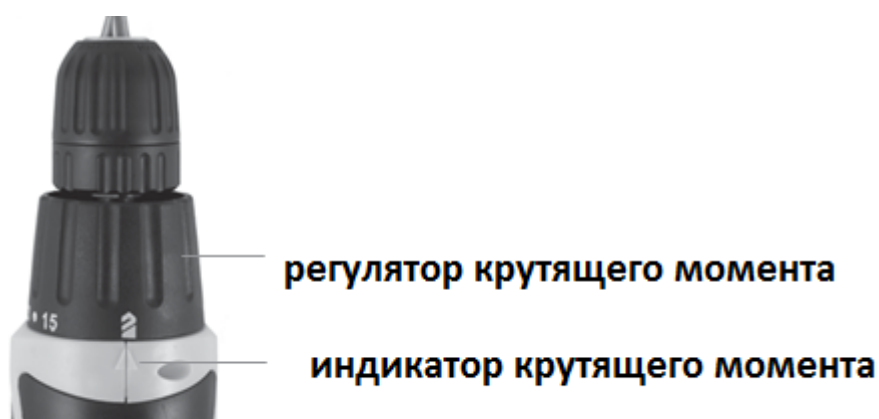 регулятор крутящего момента
• 15
индикатор крутящего момента